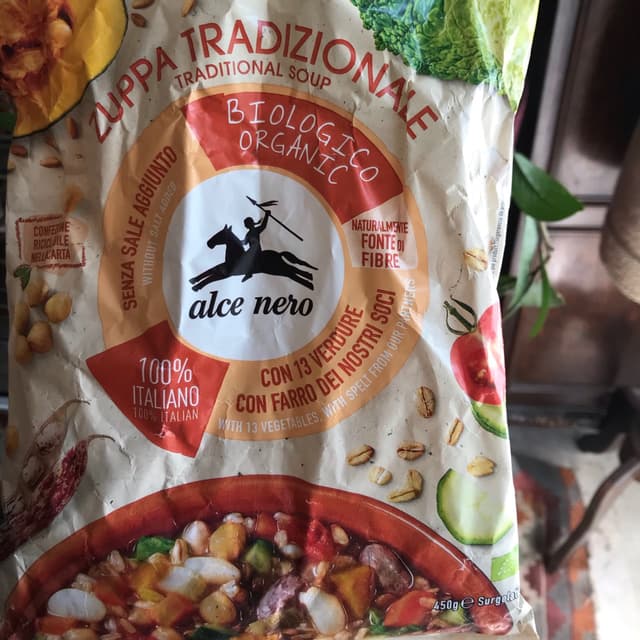 ZUPPA TRADIZIONALE
TRADITIONAL SOUP
BIOLOGICO
ORGANIC
SENZA SALE AGGIUNTO
WITHOUT SALT ADDED
NATURALMENTE
FONTE DI
FIBRE
CONFEZIONE
RICICLABILE
NELLA CARTA
alce nero
100%
ITALIANO
100% ITALIAN
CON 13 VERDURE
CON FARRO DEI NOSTRI SOCI
WITH 13 VEGETABLES, WITH SPELT FROM OUR PARTNERS
450g e